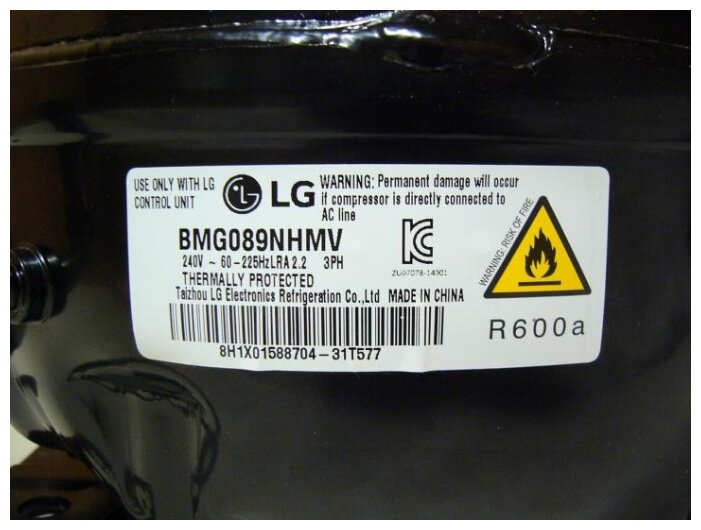 USE ONLY WITH LG
CONTROL UNIT
LG
WARNING: Permanent damage will occur
if compressor is directly connected to
AC line
BMG089NHMV
240V ~ 60-225Hz LRA 2.2 3PH
THERMALLY PROTECTED
Taizhou LG Electronics Refrigeration Co.,Ltd MADE IN CHINA
8H1X01588704-31T577
ZU07078-14001
WARNING: RISK OF FIRE
R600a